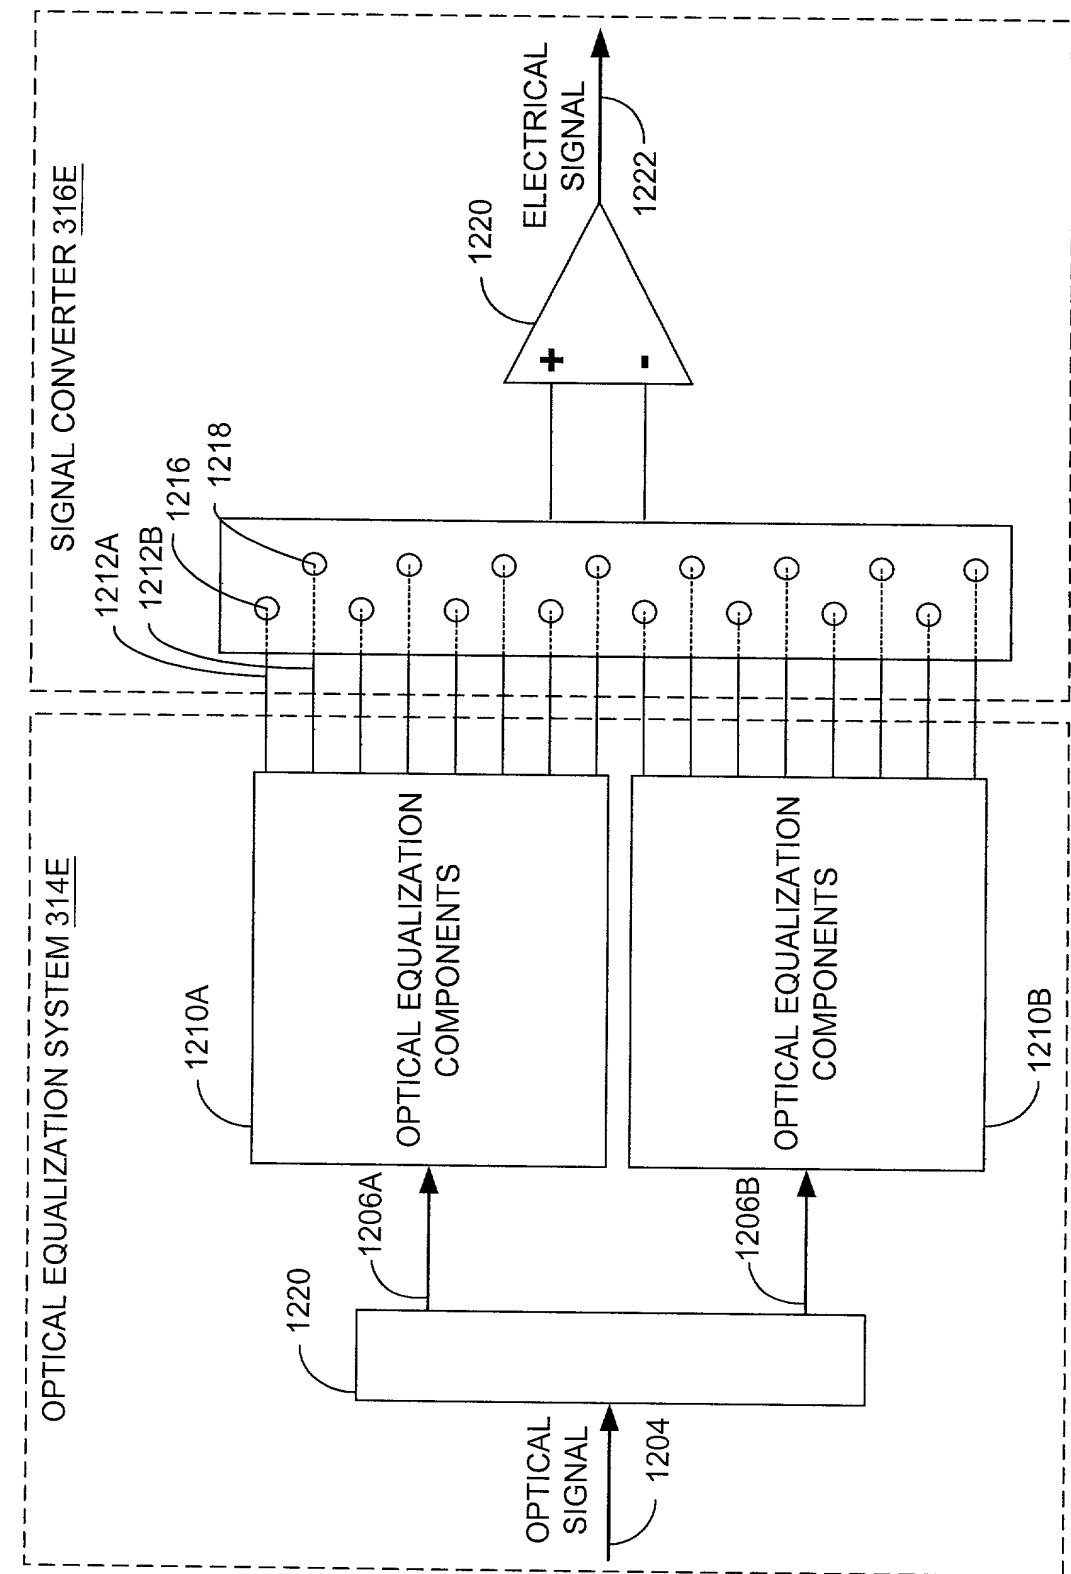 OPTICAL EQUALIZATION SYSTEM 314E
SIGNAL CONVERTER 316E
OPTICAL
SIGNAL
1204
1220
1206A
1206B
1210A
OPTICAL EQUALIZATION
COMPONENTS
OPTICAL EQUALIZATION
COMPONENTS
1210B
1212A
1212B
1216
1218
1220
+
-
ELECTRICAL
SIGNAL
1222